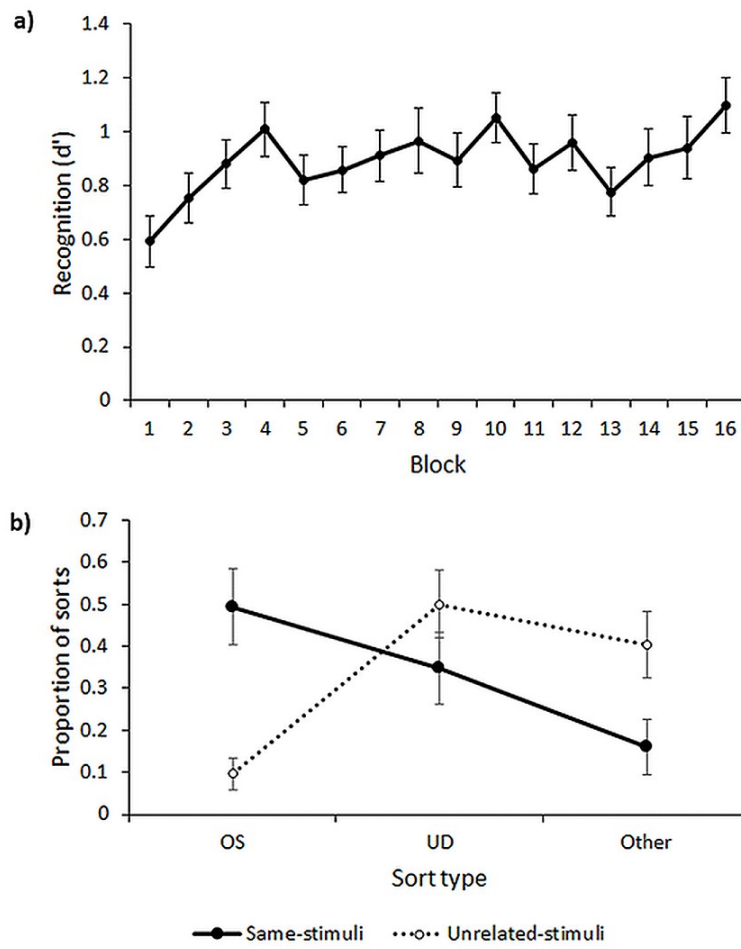 a)
1.4
1.2
1
0.8
0.6
0.4
0.2
0
Recognition (d')
1 2 3 4 5 6 7 8 9 10 11 12 13 14 15 16
Block
b)
0.7
0.6
0.5
0.4
0.3
0.2
0.1
0
Proportion of sorts
OS UD Other
Sort type
Same-stimuli Unrelated-stimuli